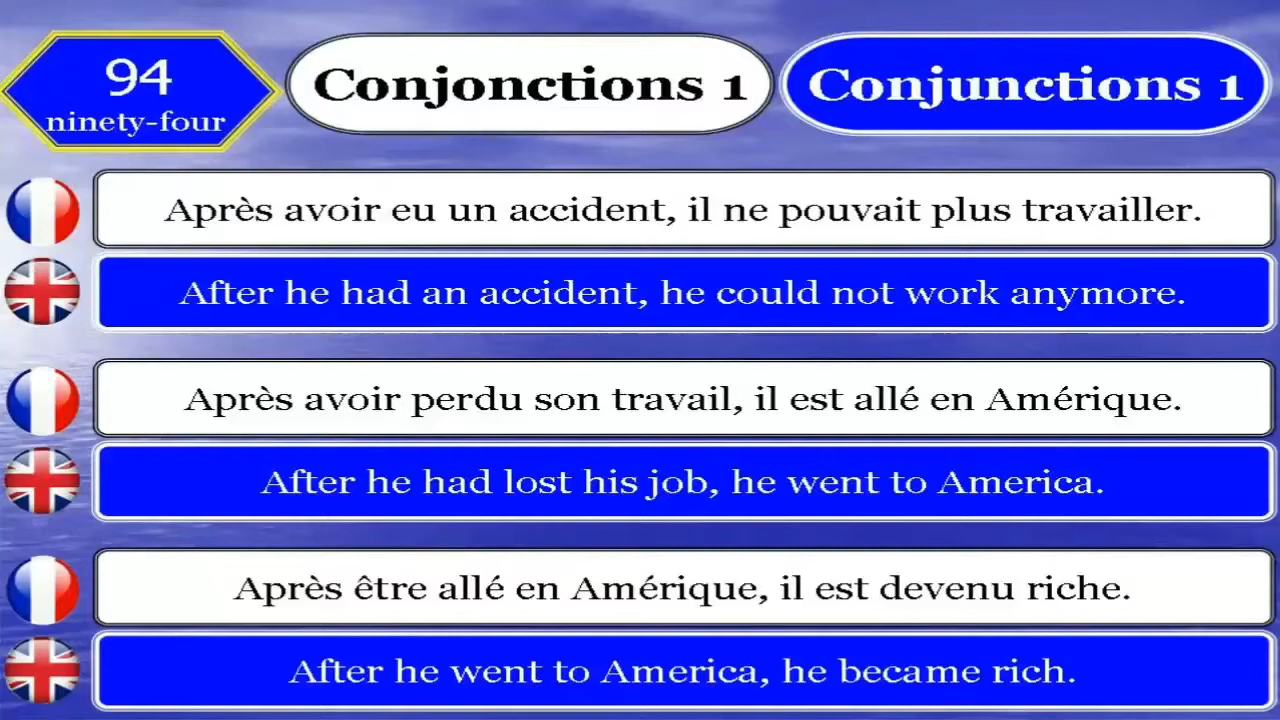 94
ninety-four
Conjonctions 1
Conjunctions 1
Après avoir eu un accident, il ne pouvait plus travailler.
After he had an accident, he could not work anymore.
Après avoir perdu son travail, il est allé en Amérique.
After he had lost his job, he went to America.
Après être allé en Amérique, il est devenu riche.
After he went to America, he became rich.